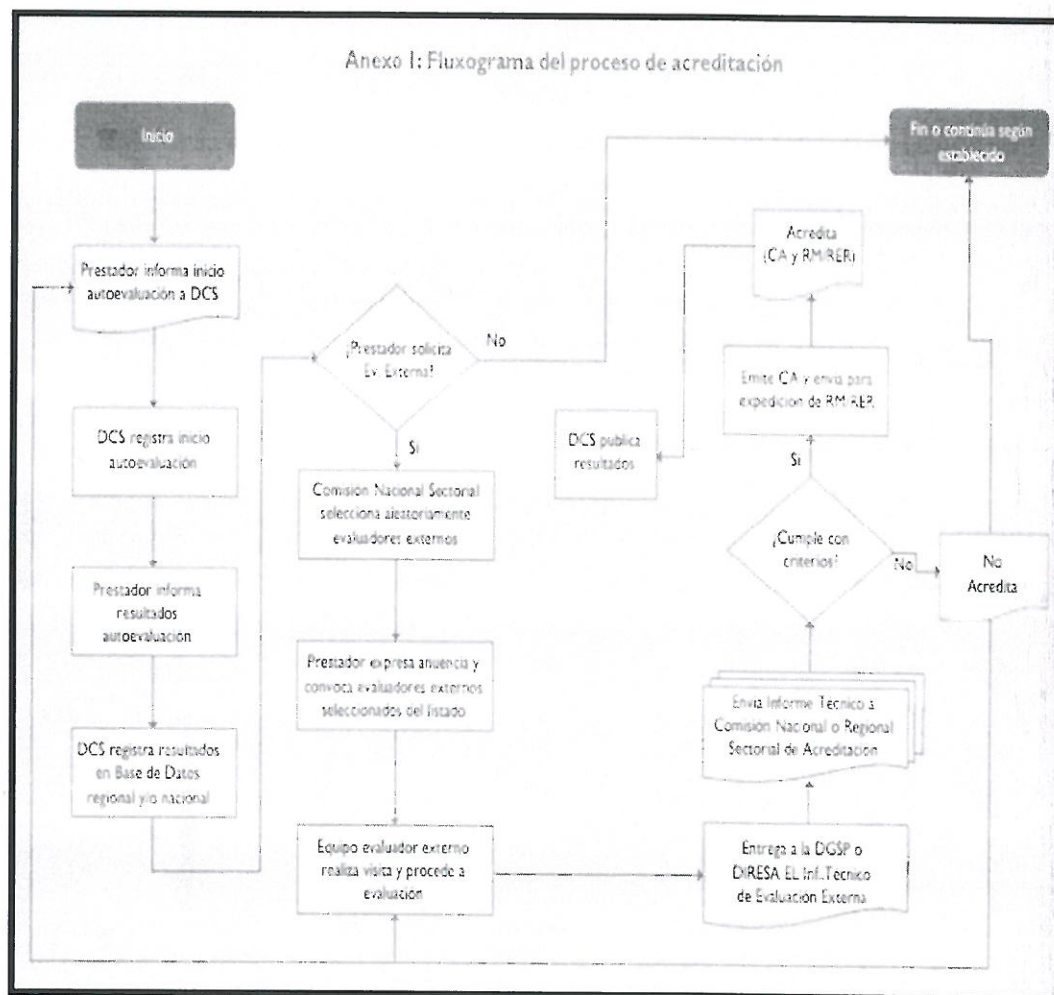 Anexo 1: Fluxograma del proceso de acreditación
Inicio
Fin o continúa según
establecido
Prestador informa inicio
autoevaluación a DCS
DCS registra inicio
autoevaluación
Prestador informa
resultados
autoevaluación
DCS registra resultados
en Base de Datos
regional y/o nacional
¿Prestador solicita
Ev. Externa?
No
Si
Comisión Nacional Sectorial
selecciona aleatoriamente
evaluadores externos
Prestador expresa anuencia y
convoca evaluadores externos
seleccionados del listado
Equipo evaluador externo
realiza visita y procede a
evaluación
Entrega a la DGSP o
DIRESA EL Inf. Técnico
de Evaluación Externa
Envia Informe Técnico a
Comisión Nacional o Regional
Sectorial de Acreditación
¿Cumple con
criterios?
No
No
Acredita
Si
Emite CA y envia para
expedición de RM/RER
Acredita
(CA y RM/RER)
DCS publica
resultados